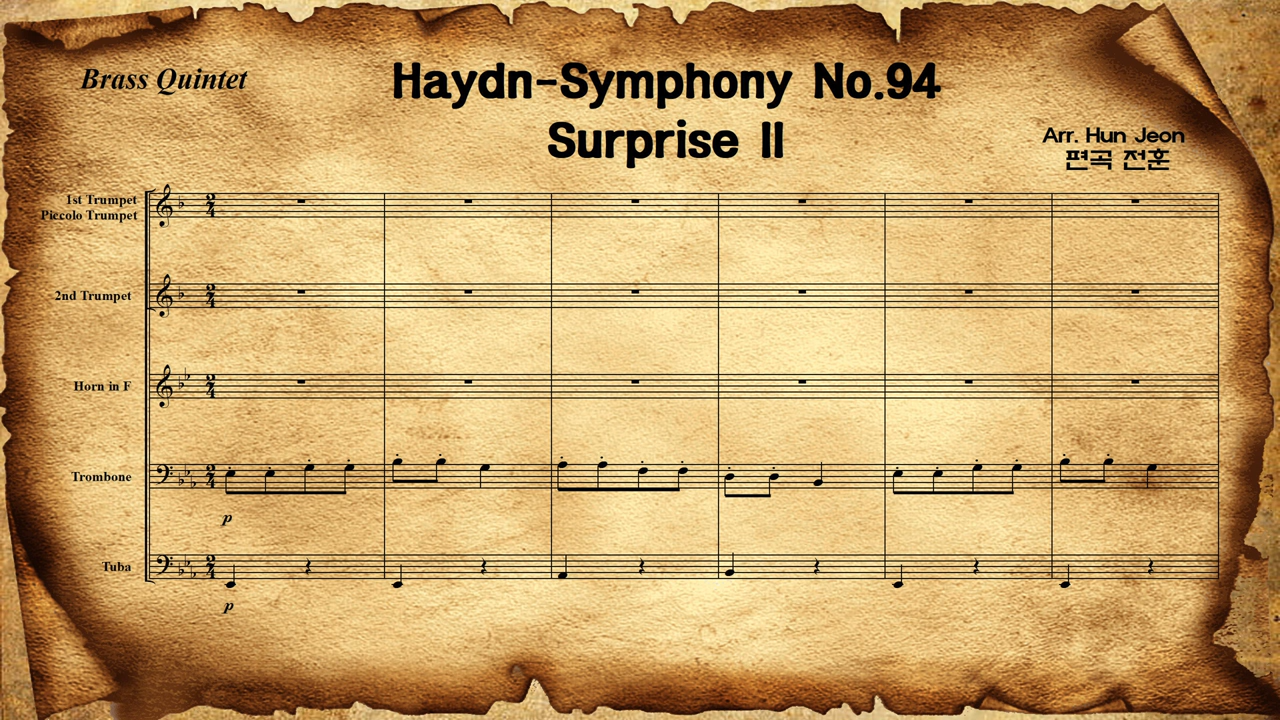 Brass Quintet
Haydn-Symphony No.94
Surprise II
Arr. Hun Jeon
편곡 전훈
1st Trumpet
Piccolo Trumpet
2nd Trumpet
Horn in F
Trombone
p
Tuba
p